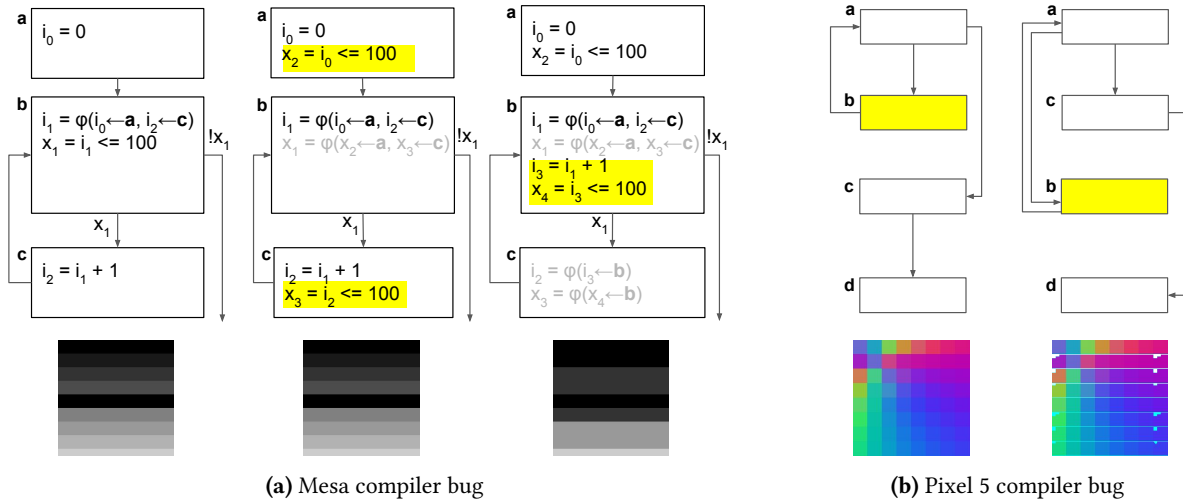 a
i₀ = 0
b
i₁ = φ(i₀←a, i₂←c)
x₁ = i₁ <= 100
!x₁
x₁
c
i₂ = i₁ + 1
i₀ = 0
x₂ = i₀ <= 100
b
i₁ = φ(i₀←a, i₂←c)
x₁ = φ(x₂←a, x₃←c)
!x₁
x₁
c
i₂ = i₁ + 1
x₃ = i₂ <= 100
a
i₀ = 0
x₂ = i₀ <= 100
b
i₁ = φ(i₀←a, i₂←c)
x₁ = φ(x₂←a, x₃←c)
i₃ = i₁ + 1
x₄ = i₃ <= 100
!x₁
x₁
c
i₂ = φ(i₃←b)
x₃ = φ(x₄←b)
(a) Mesa compiler bug
a
b
c
d
a
c
b
d
(b) Pixel 5 compiler bug